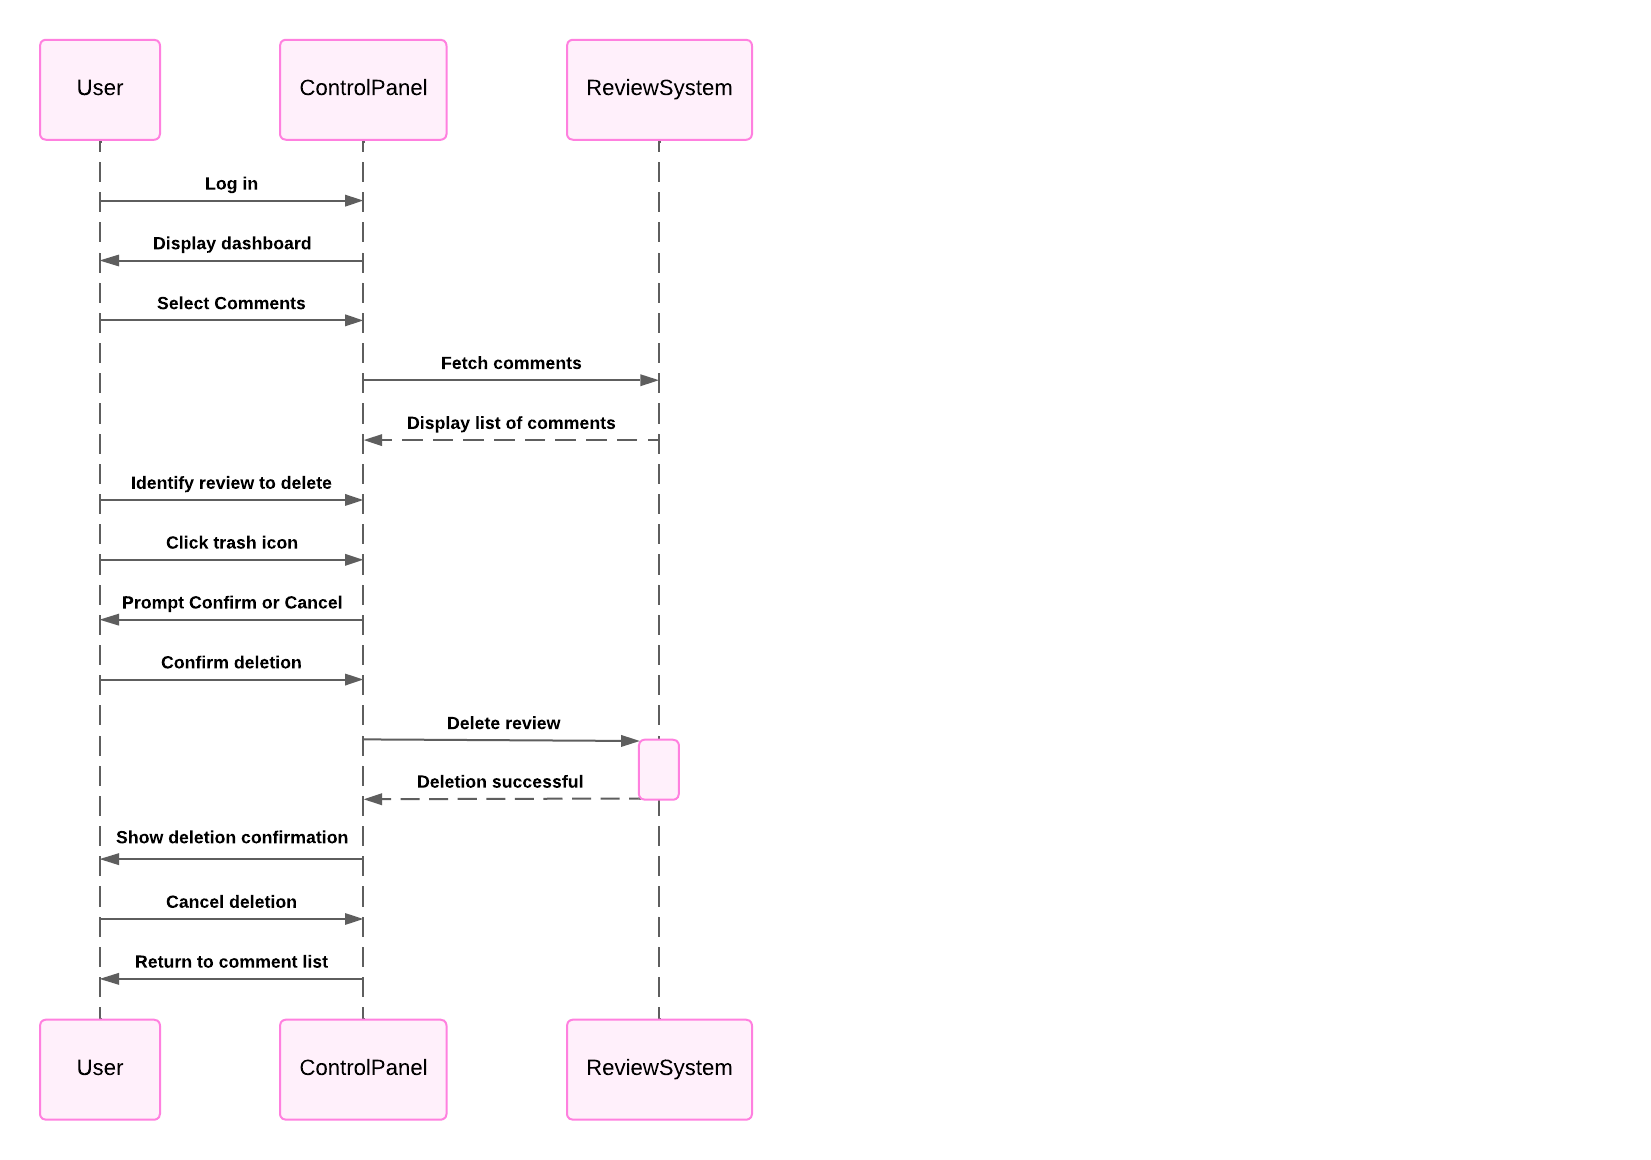 User
ControlPanel
ReviewSystem
Log in
Display dashboard
Select Comments
Fetch comments
Display list of comments
Identify review to delete
Click trash icon
Prompt Confirm or Cancel
Confirm deletion
Delete review
Deletion successful
Show deletion confirmation
Cancel deletion
Return to comment list
User
ControlPanel
ReviewSystem